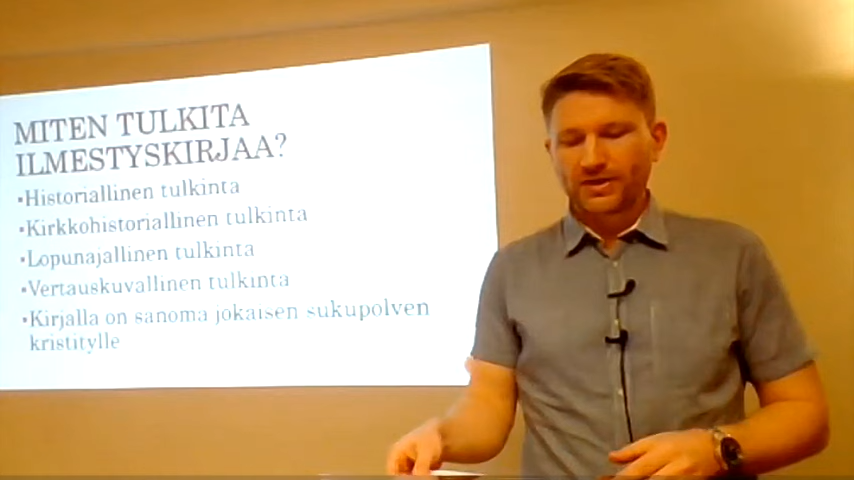 MITEN TULKITA
ILMESTYSKIRJAA?
•Historiallinen tulkinta
•Kirkkohistoriallinen tulkinta
•Lopunajallinen tulkinta
•Vertauskuvallinen tulkinta
•Kirjalla on sanoma jokaisen sukupolven
kristitylle